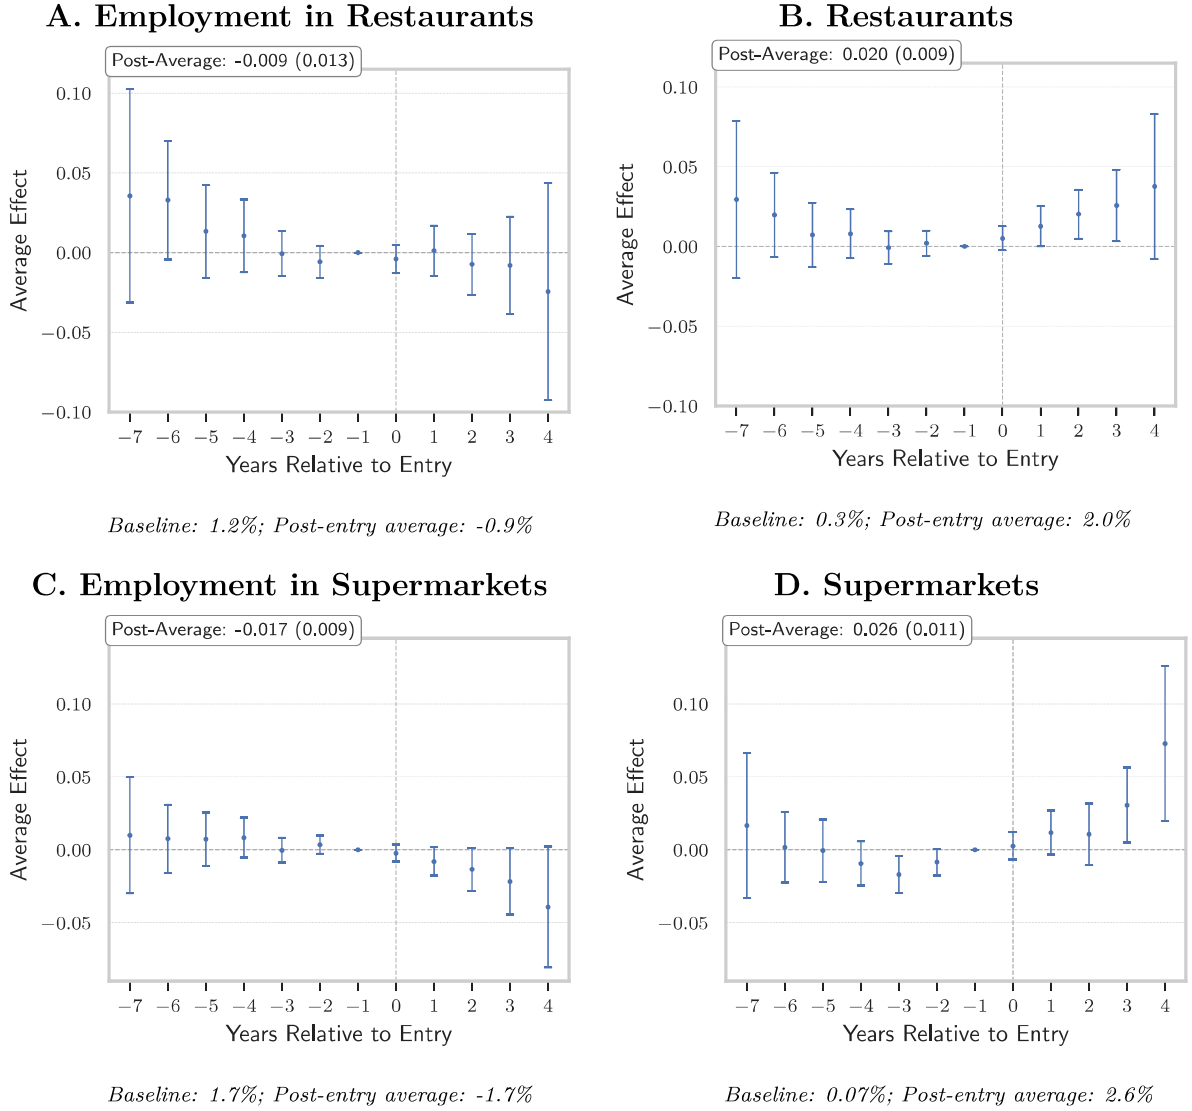 A. Employment in Restaurants
Post-Average: -0.009 (0.013)
Average Effect
0.10
0.05
0.00
−0.05
−0.10
−7 −6 −5 −4 −3 −2 −1 0 1 2 3 4
Years Relative to Entry
Baseline: 1.2%; Post-entry average: -0.9%
B. Restaurants
Post-Average: 0.020 (0.009)
Average Effect
0.10
0.05
0.00
−0.05
−0.10
−7 −6 −5 −4 −3 −2 −1 0 1 2 3 4
Years Relative to Entry
Baseline: 0.3%; Post-entry average: 2.0%
C. Employment in Supermarkets
Post-Average: -0.017 (0.009)
Average Effect
0.10
0.05
0.00
−0.05
−7 −6 −5 −4 −3 −2 −1 0 1 2 3 4
Years Relative to Entry
Baseline: 1.7%; Post-entry average: -1.7%
D. Supermarkets
Post-Average: 0.026 (0.011)
Average Effect
0.10
0.05
0.00
−0.05
−7 −6 −5 −4 −3 −2 −1 0 1 2 3 4
Years Relative to Entry
Baseline: 0.07%; Post-entry average: 2.6%